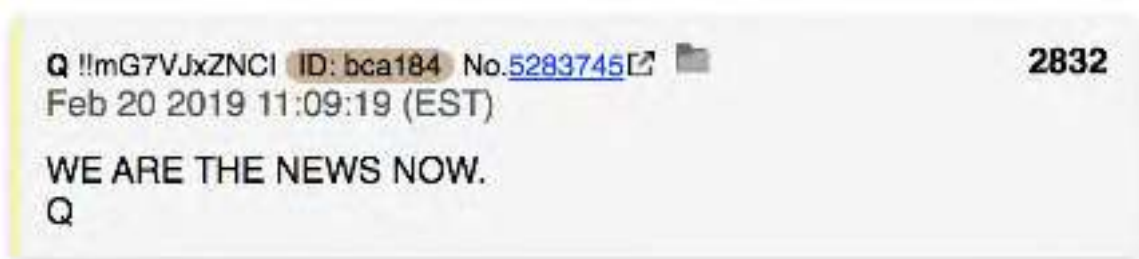 Q !!mG7VJxZNCI ID: bca184 No.5283745 2832
Feb 20 2019 11:09:19 (EST)
WE ARE THE NEWS NOW.
Q